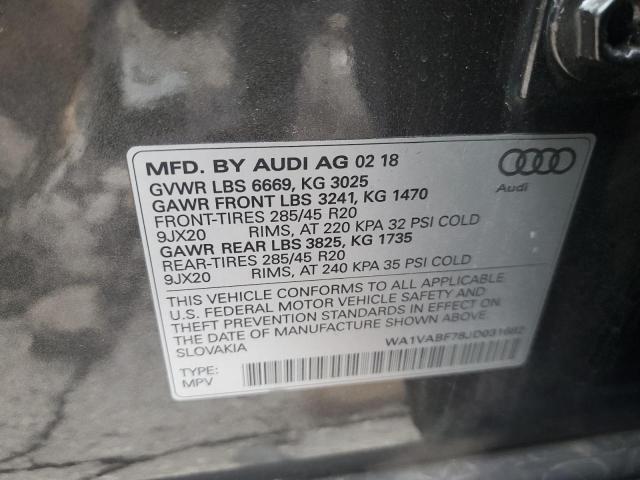 MFD. BY AUDI AG 02 18
GVWR LBS 6669, KG 3025
GAWR FRONT LBS 3241, KG 1470
FRONT-TIRES 285/45 R20
9JX20 RIMS, AT 220 KPA 32 PSI COLD
GAWR REAR LBS 3825, KG 1735
REAR-TIRES 285/45 R20
9JX20 RIMS, AT 240 KPA 35 PSI COLD
THIS VEHICLE CONFORMS TO ALL APPLICABLE
U.S. FEDERAL MOTOR VEHICLE SAFETY AND
THEFT PREVENTION STANDARDS IN EFFECT ON
THE DATE OF MANUFACTURE SHOWN ABOVE.
SLOVAKIA
WA1VABF78JD031682
TYPE:
MPV
Audi